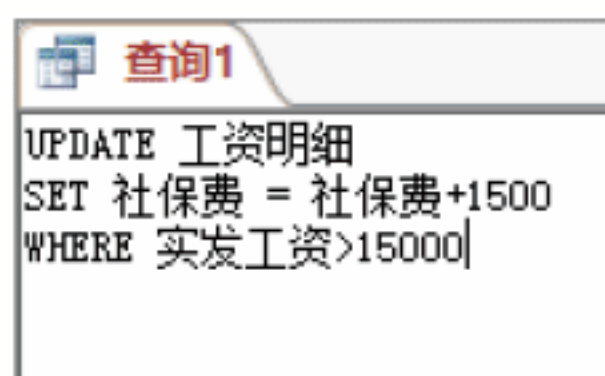 查询1
UPDATE 工资明细
SET 社保费 = 社保费+1500
WHERE 实发工资>15000